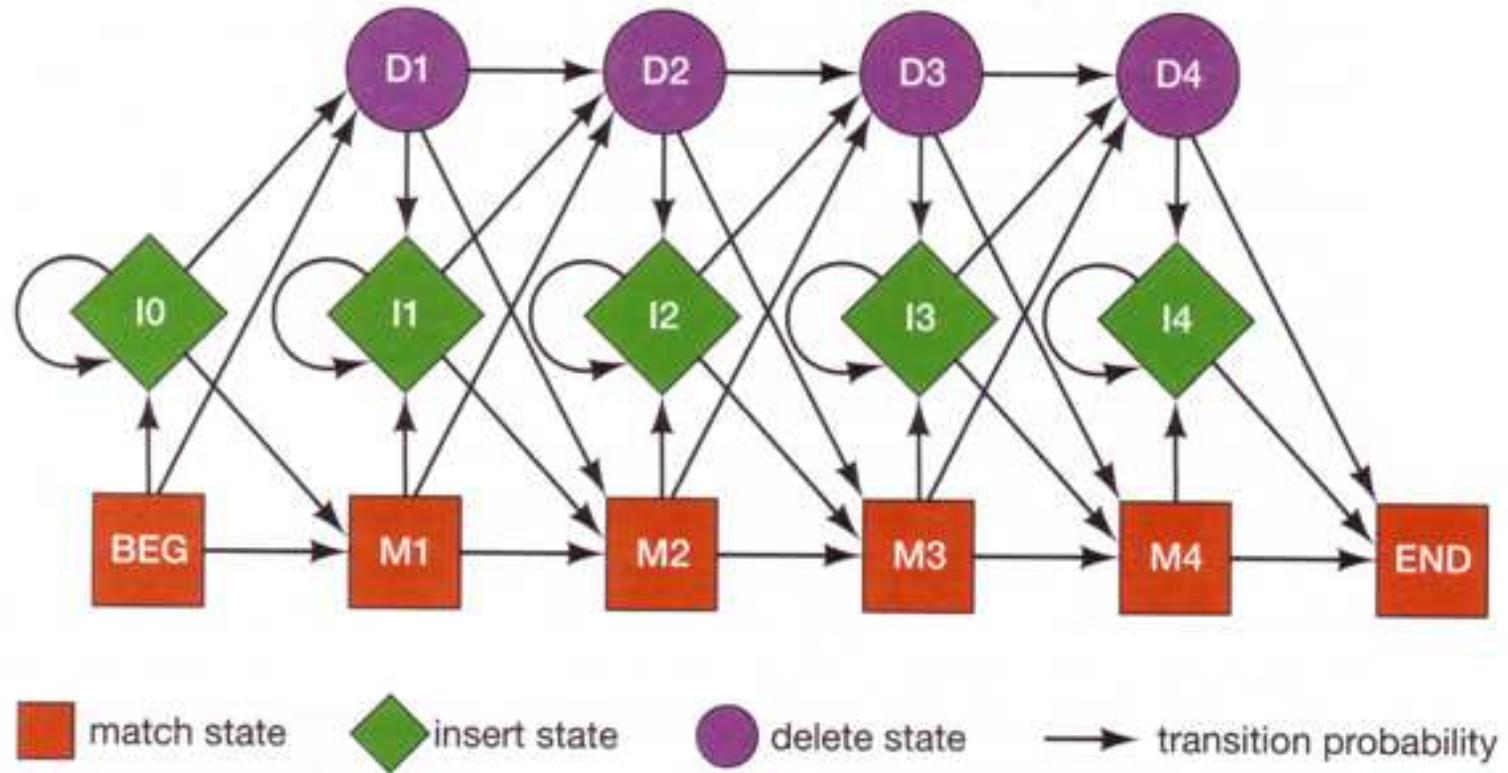 D1 D2 D3 D4
I0 I1 I2 I3 I4
BEG M1 M2 M3 M4 END
match state insert state delete state transition probability